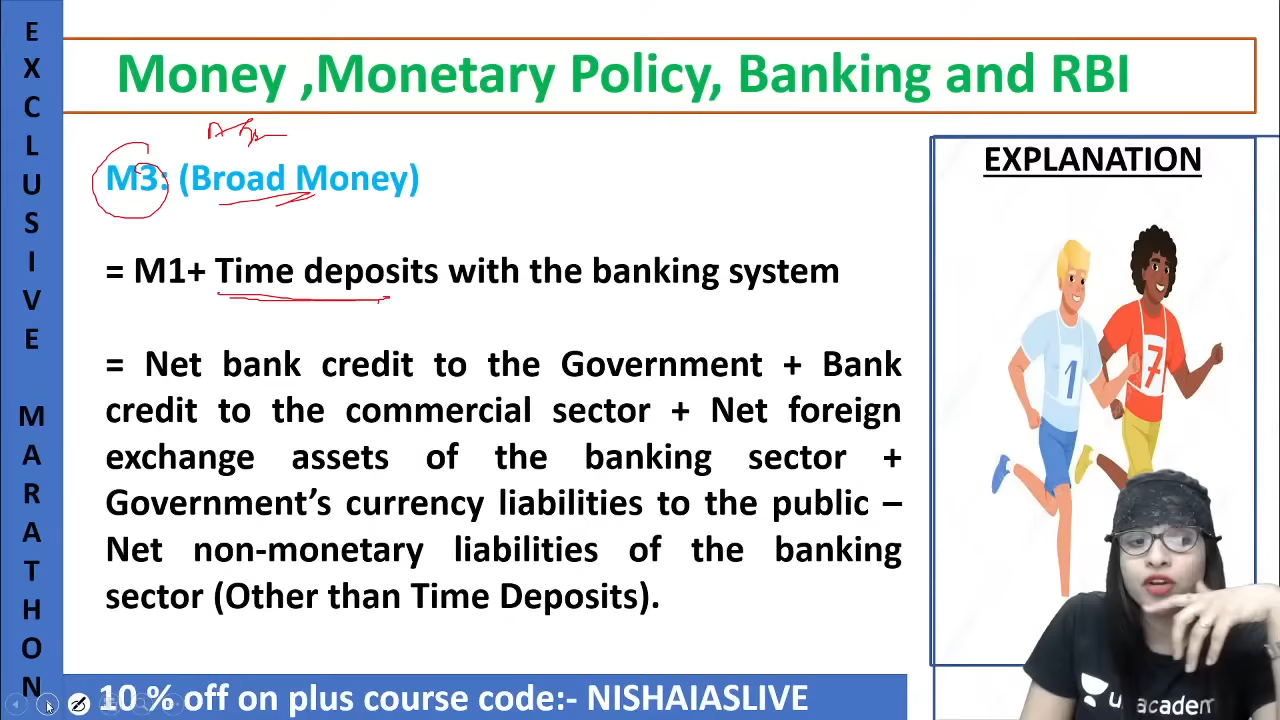 EXCLUSIVE MARATHON
Money ,Monetary Policy, Banking and RBI
M3: (Broad Money)
= M1+ Time deposits with the banking system
= Net bank credit to the Government + Bank
credit to the commercial sector + Net foreign
exchange assets of the banking sector +
Government’s currency liabilities to the public –
Net non-monetary liabilities of the banking
sector (Other than Time Deposits).
EXPLANATION
1
7
10 % off on plus course code:- NISHAIASLIVE